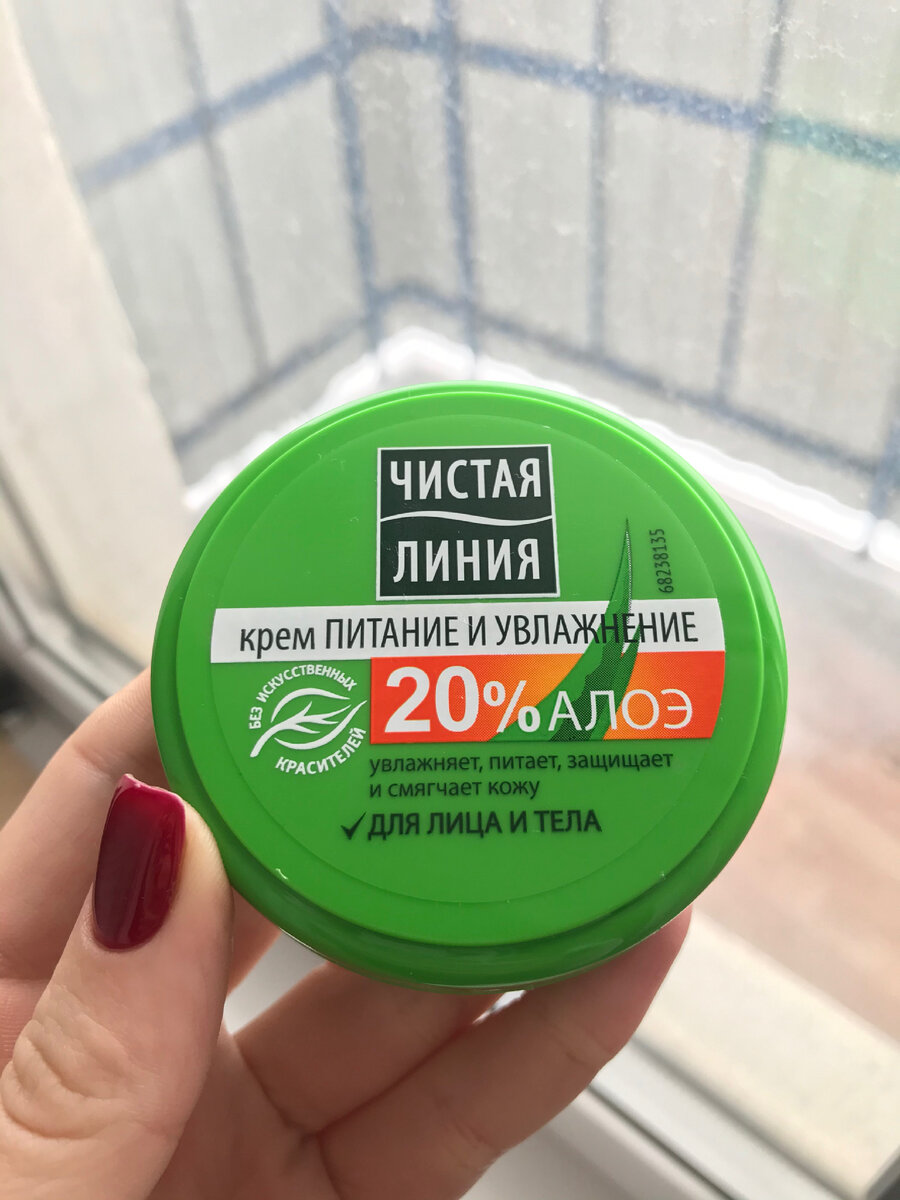 ЧИСТАЯ
ЛИНИЯ
68238135
крем ПИТАНИЕ И УВЛАЖНЕНИЕ
БЕЗ ИСКУССТВЕННЫХ
КРАСИТЕЛЕЙ
20% АЛОЭ
увлажняет, питает, защищает
и смягчает кожу
✓ДЛЯ ЛИЦА И ТЕЛА